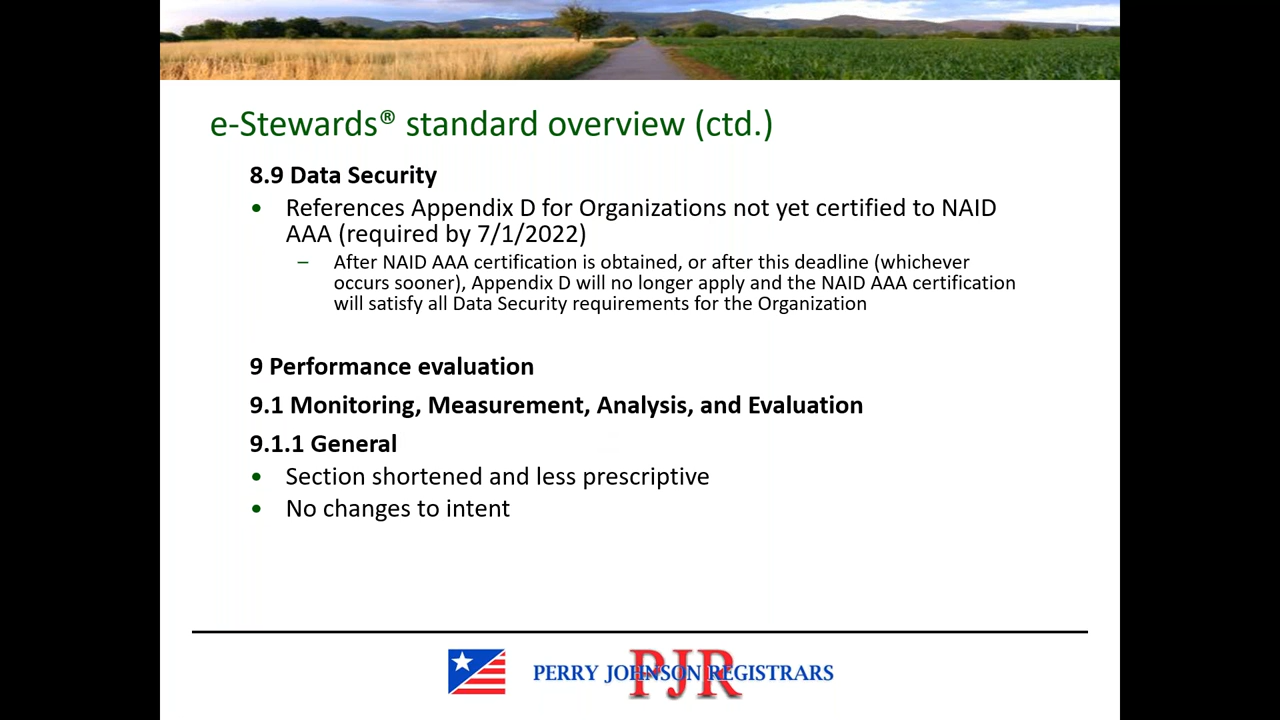 e-Stewards® standard overview (ctd.)
8.9 Data Security
• References Appendix D for Organizations not yet certified to NAID
AAA (required by 7/1/2022)
– After NAID AAA certification is obtained, or after this deadline (whichever
occurs sooner), Appendix D will no longer apply and the NAID AAA certification
will satisfy all Data Security requirements for the Organization
9 Performance evaluation
9.1 Monitoring, Measurement, Analysis, and Evaluation
9.1.1 General
• Section shortened and less prescriptive
• No changes to intent
PJR
PERRY JOHNSON REGISTRARS